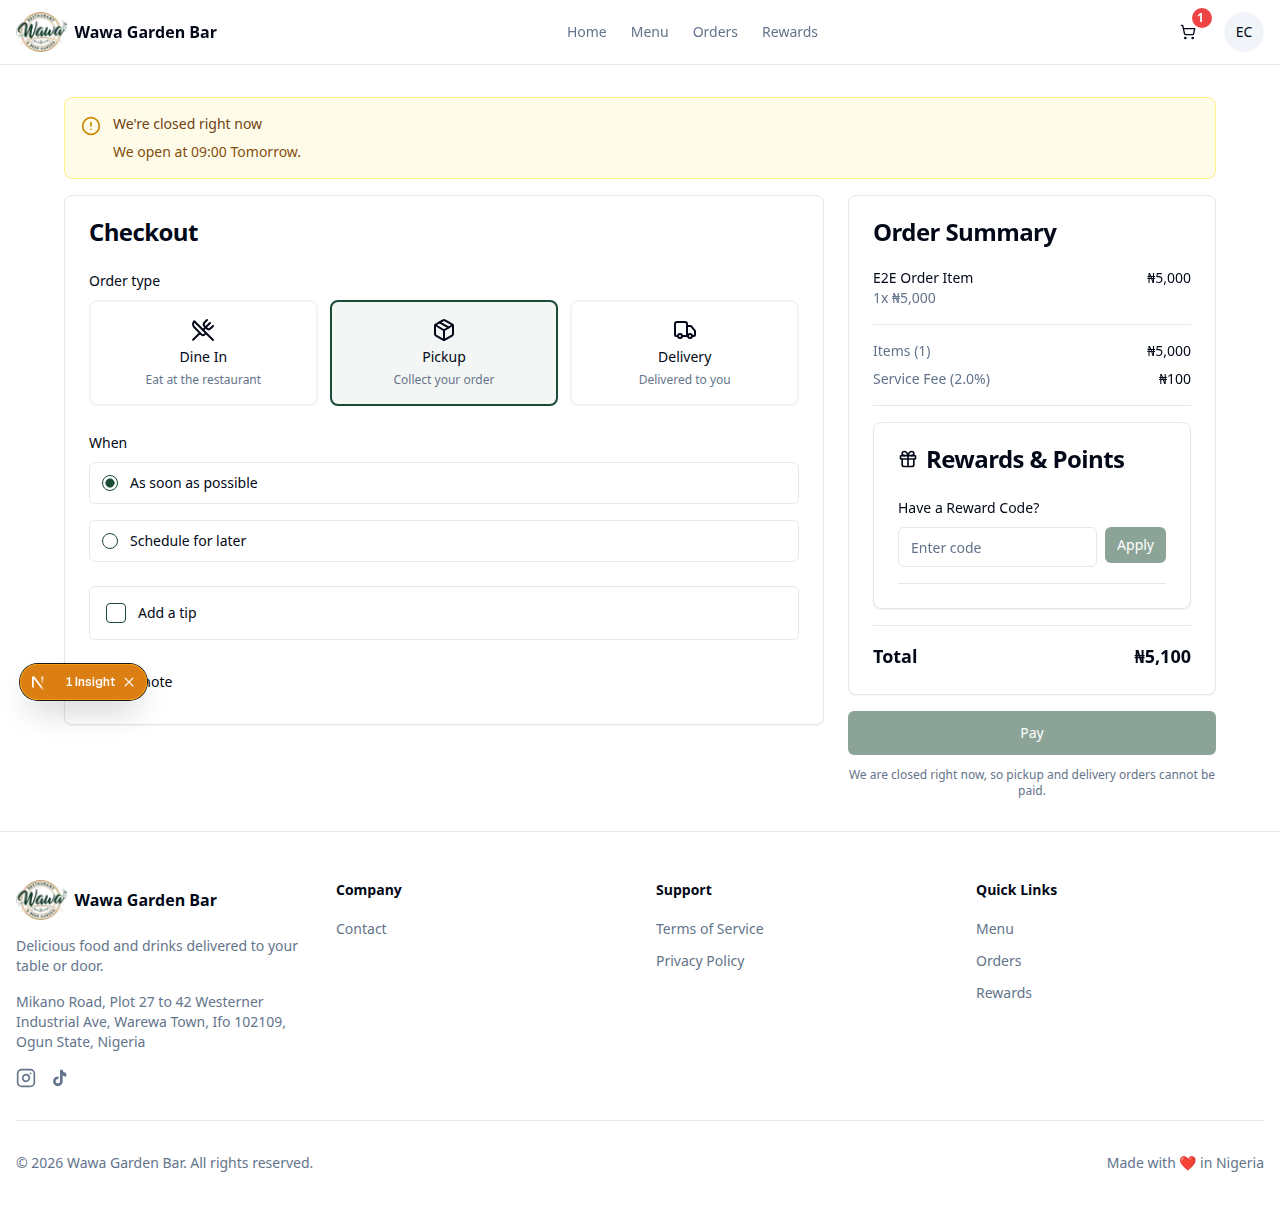 Wawa
Wawa Garden Bar
Home
Menu
Orders
Rewards
1
EC
We're closed right now
We open at 09:00 Tomorrow.
Checkout
Order type
Dine In
Eat at the restaurant
Pickup
Collect your order
Delivery
Delivered to you
When
As soon as possible
Schedule for later
Add a tip
note
1 Insight
Order Summary
E2E Order Item ₦5,000
1x ₦5,000
Items (1) ₦5,000
Service Fee (2.0%) ₦100
Rewards & Points
Have a Reward Code?
Enter code
Apply
Total ₦5,100
Pay
We are closed right now, so pickup and delivery orders cannot be
paid.
Wawa
Wawa Garden Bar
Delicious food and drinks delivered to your
table or door.
Mikano Road, Plot 27 to 42 Westerner
Industrial Ave, Warewa Town, Ifo 102109,
Ogun State, Nigeria
Company
Contact
Support
Terms of Service
Privacy Policy
Quick Links
Menu
Orders
Rewards
© 2026 Wawa Garden Bar. All rights reserved.
Made with ❤️ in Nigeria